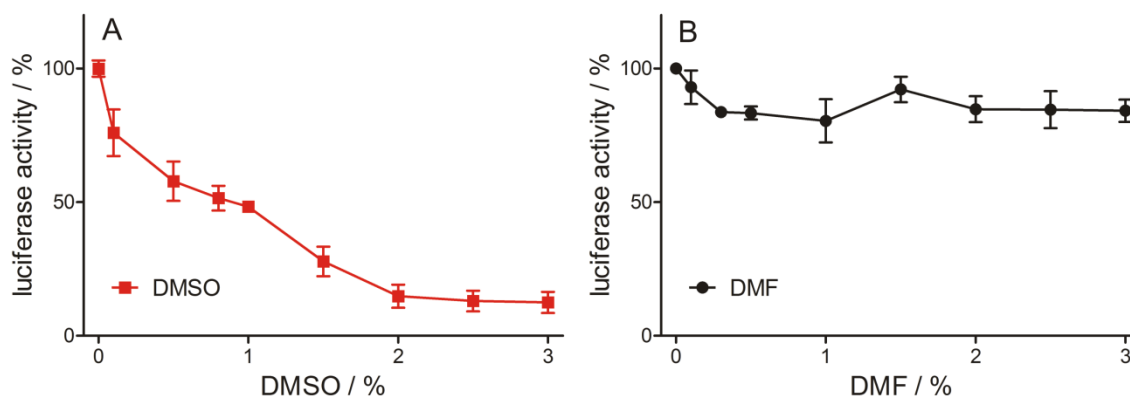 A
luciferase activity / %
100
50
0
DMSO
0 1 2 3
DMSO / %
B
luciferase activity / %
100
50
0
DMF
0 1 2 3
DMF / %